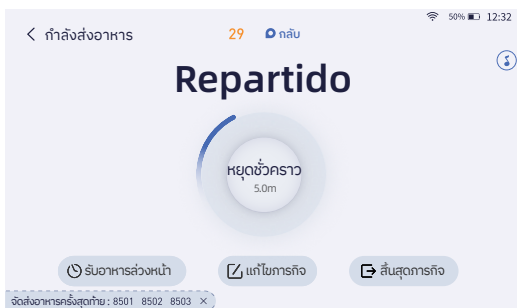 50% 12:32
กำลังส่งอาหาร 29 กลับ
Repartido
หยุดชั่วคราว
5.0m
รับอาหารล่วงหน้า แก้ไขภารกิจ สิ้นสุดภารกิจ
จัดส่งอาหารครั้งสุดท้าย : 8501 8502 8503 ×